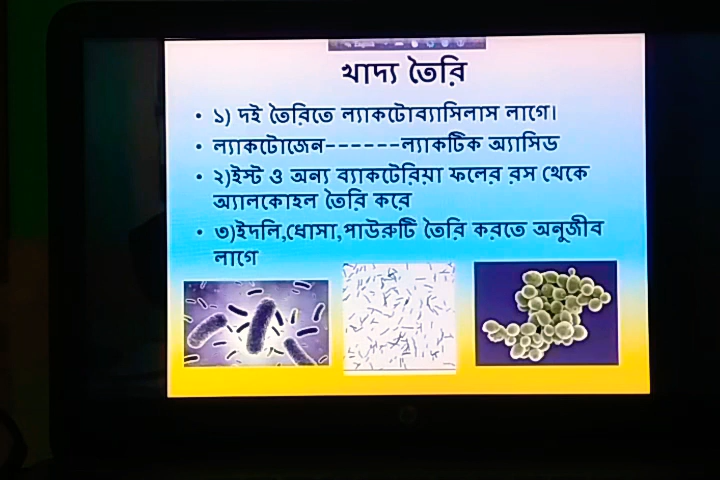 খাদ্য তৈরি
• ১) দই তৈরিতে ল্যাকটোব্যাসিলাস লাগে।
• ল্যাকটোজেন------ল্যাকটিক অ্যাসিড
• ২)ইস্ট ও অন্য ব্যাকটেরিয়া ফলের রস থেকে
অ্যালকোহল তৈরি করে
• ৩)ইদলি,ধোসা,পাউরুটি তৈরি করতে অনুজীব
লাগে